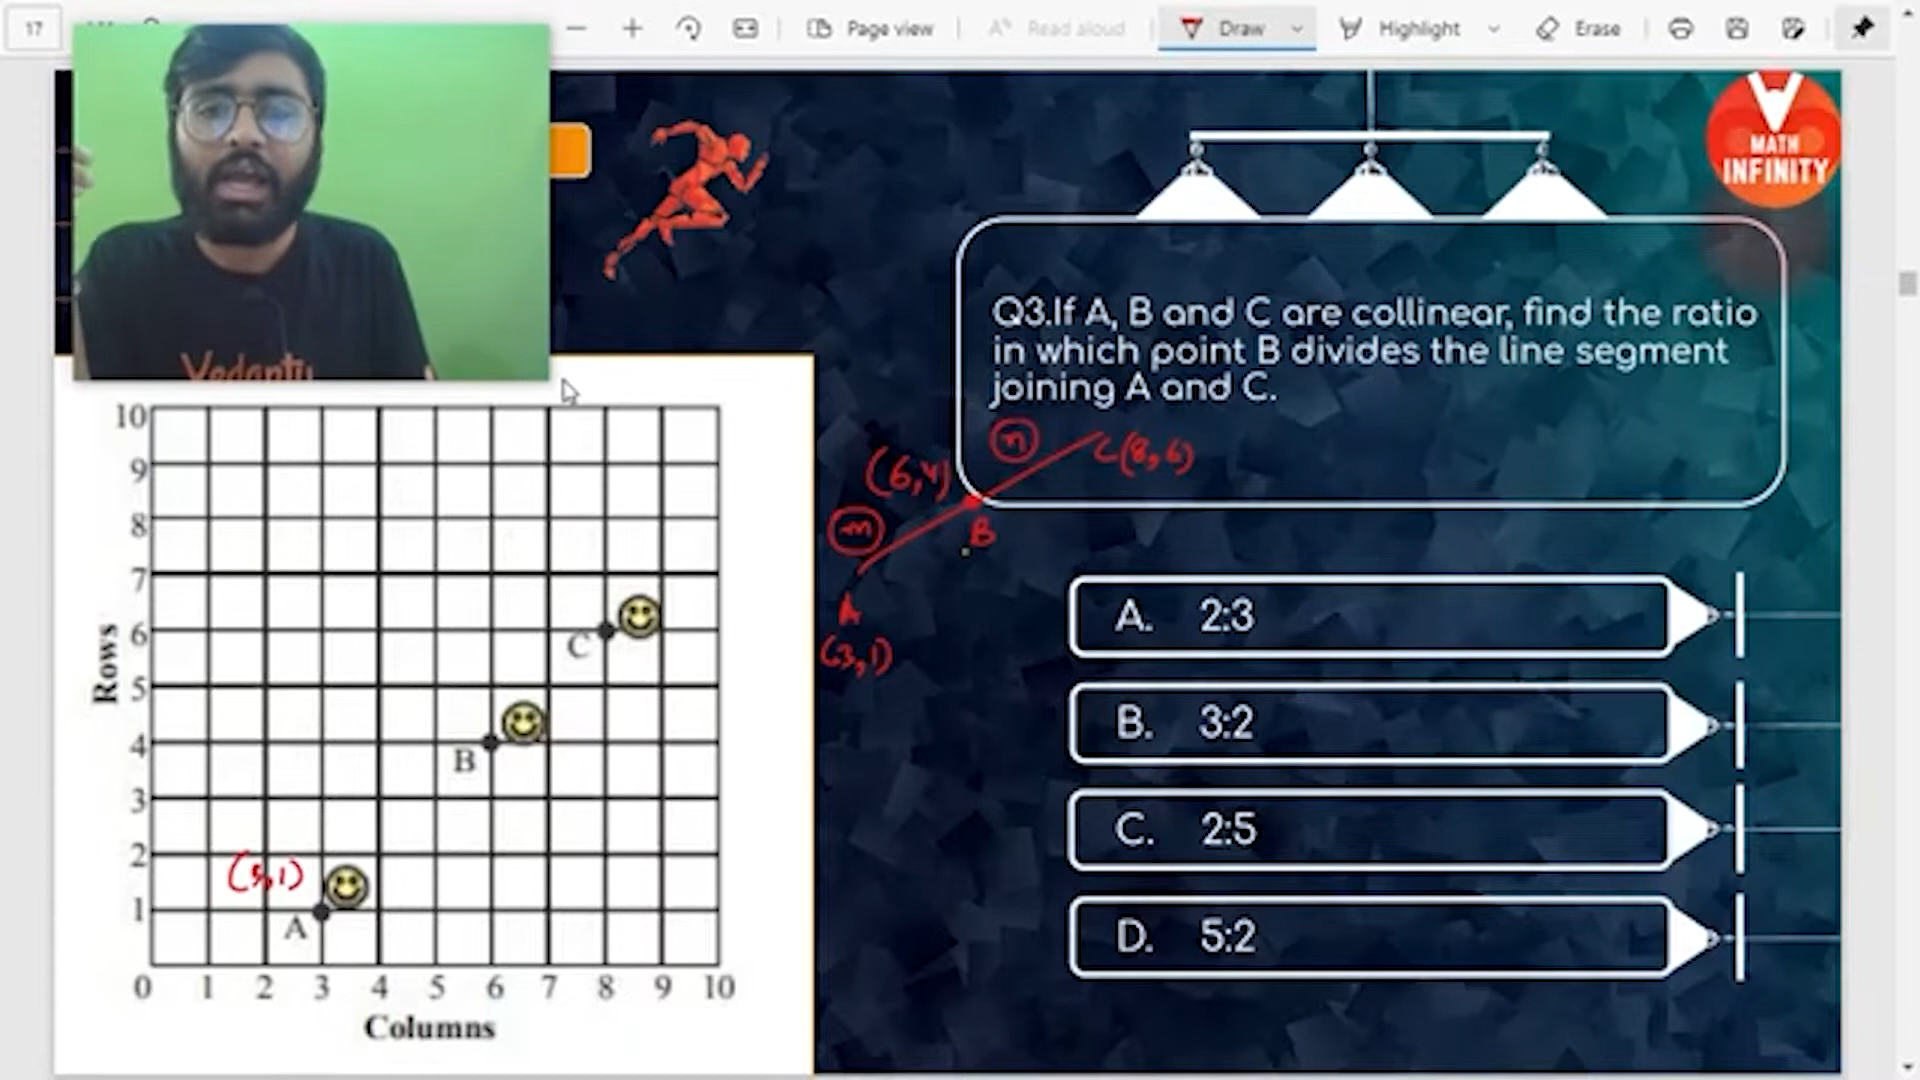 17
Page view
Read aloud
Draw
Highlight
Erase
MATH
INFINITY
Vedantu
Q3.If A, B and C are collinear, find the ratio
in which point B divides the line segment
joining A and C.
n
C(8,6)
(6,4)
m
B
A
(3,1)
A. 2:3
B. 3:2
C. 2:5
D. 5:2
10
9
8
7
6
5
4
3
2
1
Rows
C
B
(3,1)
A
0 1 2 3 4 5 6 7 8 9 10
Columns